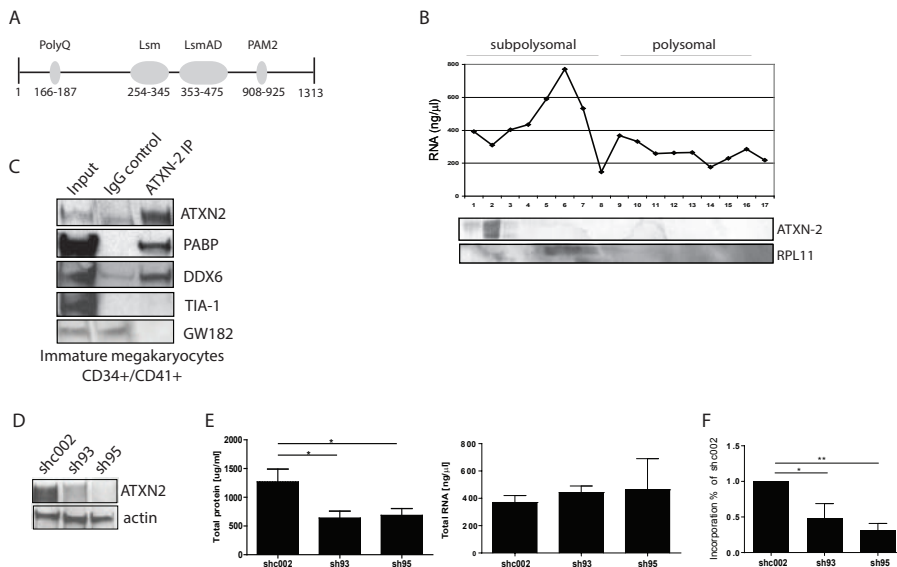 A
PolyQ Lsm LsmAD PAM2
1 166-187 254-345 353-475 908-925 1313
B
subpolysomal polysomal
RNA (ng/µl)
800
600
400
200
0
1 2 3 4 5 6 7 8 9 10 11 12 13 14 15 16 17
ATXN-2
RPL11
C
Input IgG control ATXN-2 IP
ATXN2
PABP
DDX6
TIA-1
GW182
Immature megakaryocytes
CD34+/CD41+
D
shc002 sh93 sh95
ATXN2
actin
E
Total protein [ug/ml]
2000
1500
1000
500
0
*
*
shc002 sh93 sh95
Total RNA [ng/µl]
800
600
400
200
0
shc002 sh93 sh95
F
Incorporation % of shc002
1.5
1.0
0.5
0.0
**
*
shc002 sh93 sh95